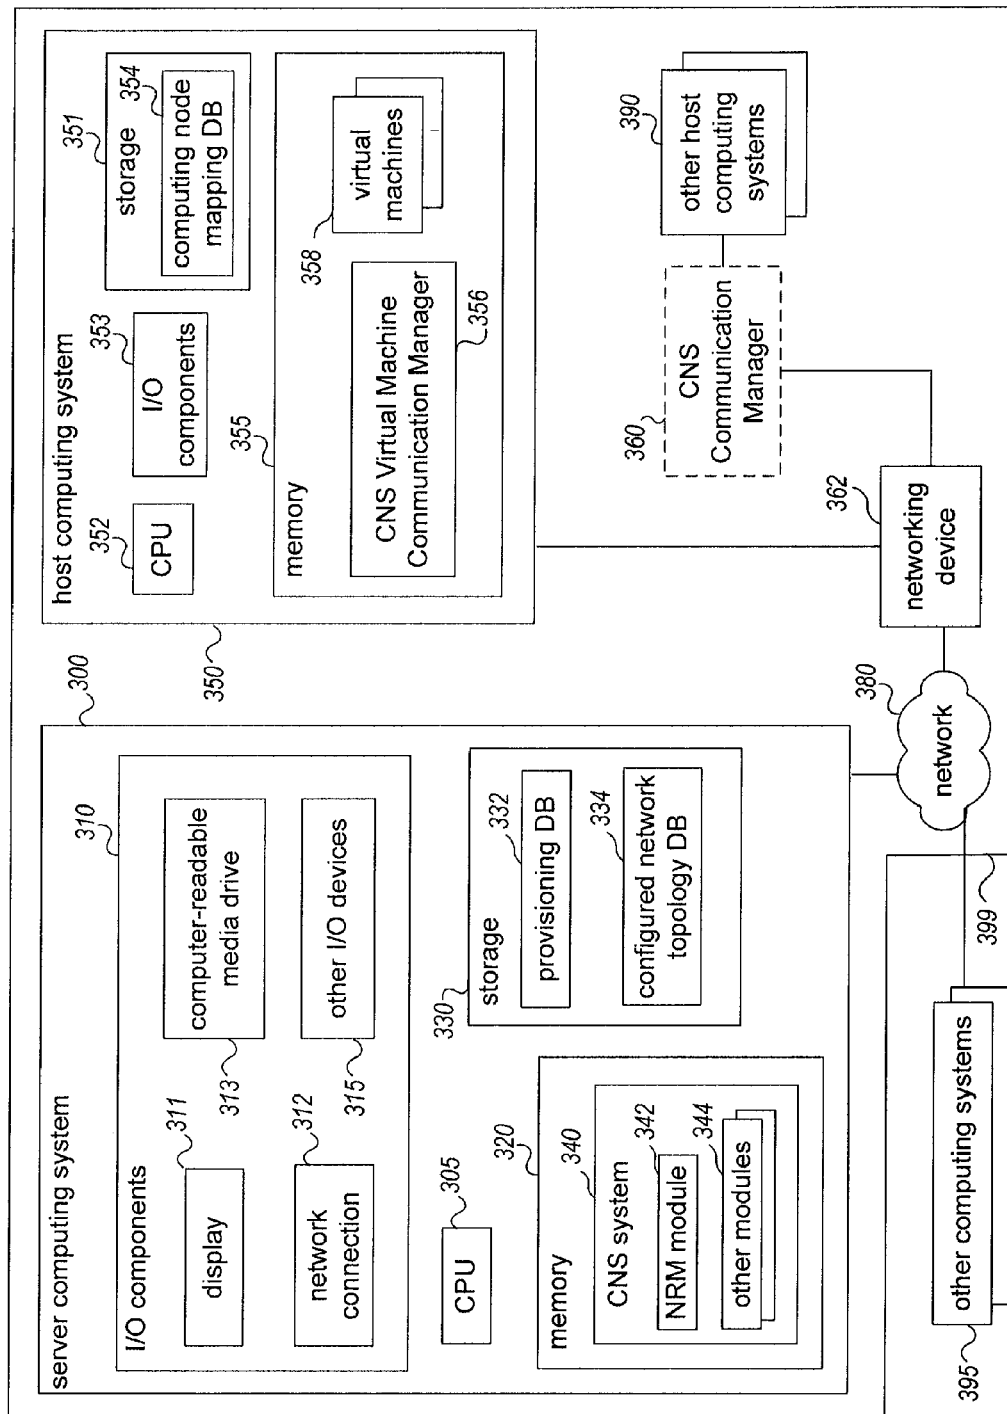 server computing system
300
I/O components
310
311
display
computer-readable
media drive
313
312
network
connection
other I/O devices
315
305
CPU
320
memory
340
CNS system
342
NRM module
344
other modules
330
storage
332
provisioning DB
334
configured network
topology DB
350
host computing system
352
CPU
353
I/O
components
351
storage
354
computing node
mapping DB
355
memory
CNS Virtual Machine
Communication Manager
356
358
virtual
machines
360
CNS
Communication
Manager
390
other host
computing
systems
362
networking
device
380
network
399
395
other computing systems